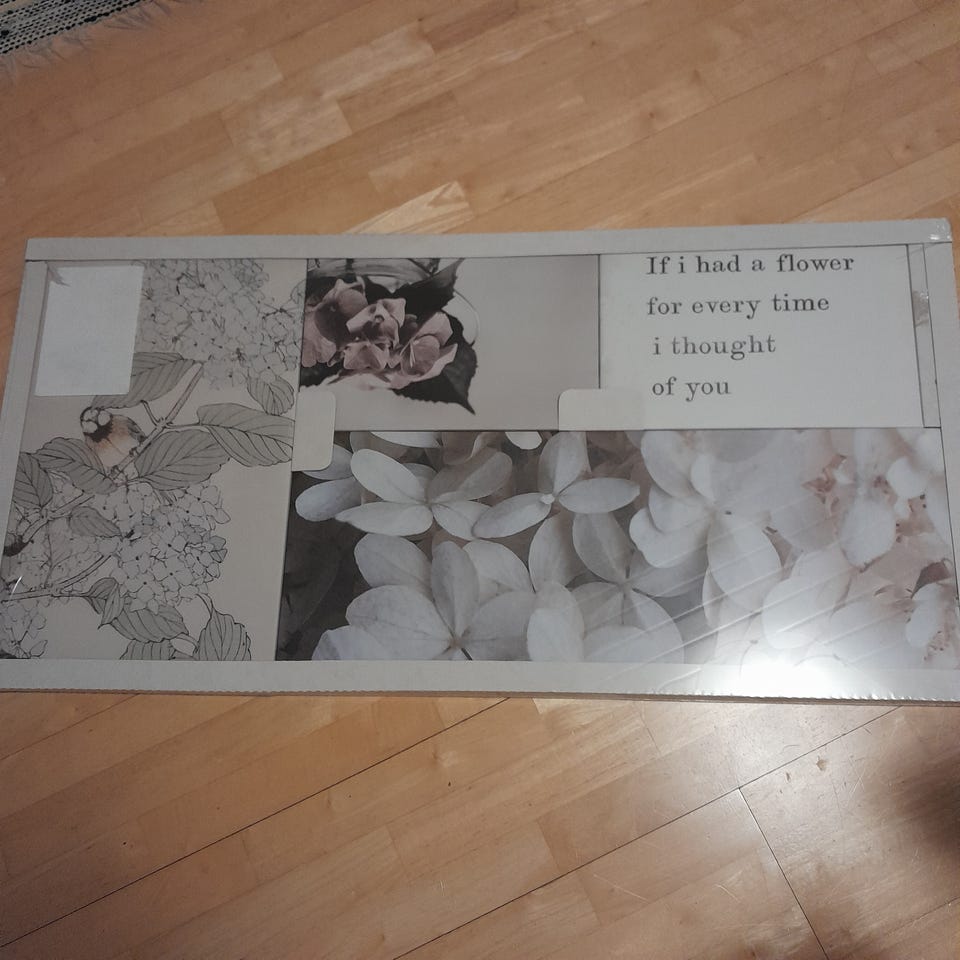 If i had a flower
for every time
i thought
of you